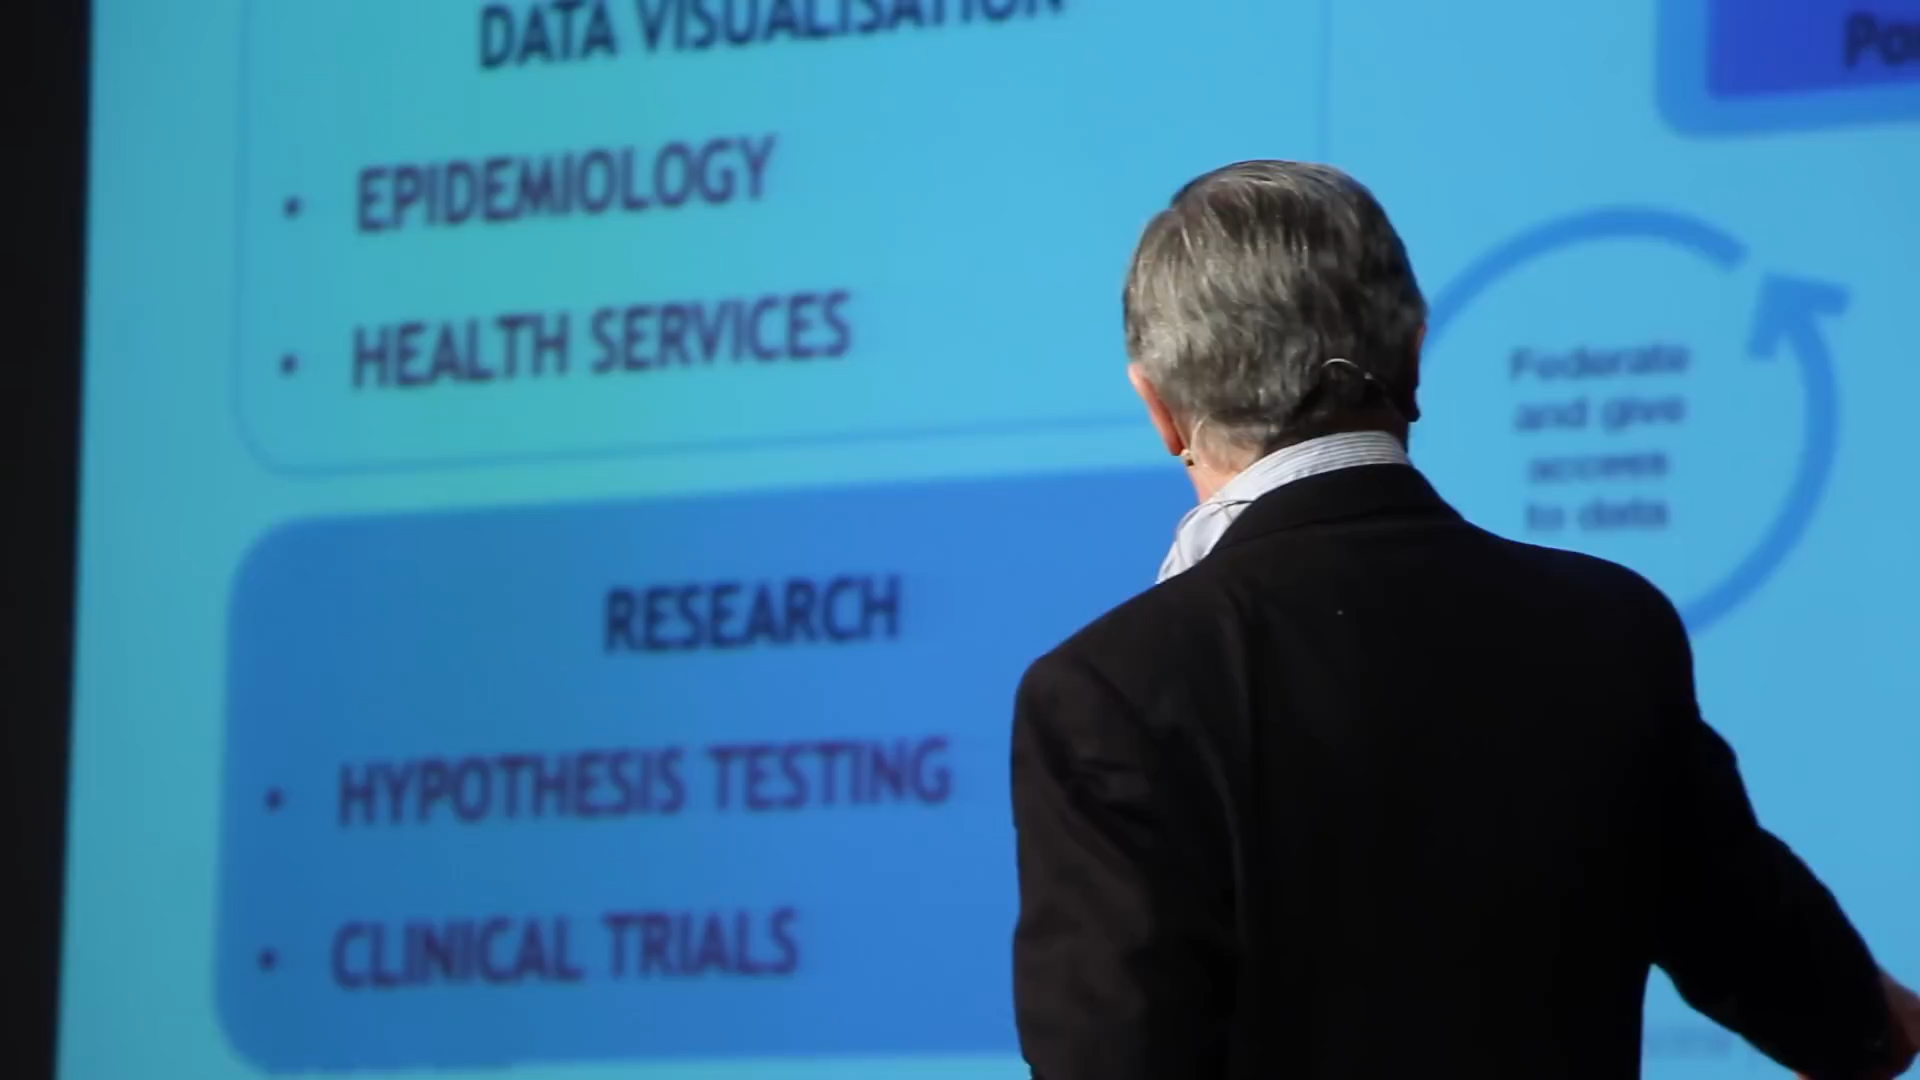 DATA VISUALISATION
EPIDEMIOLOGY
HEALTH SERVICES
RESEARCH
HYPOTHESIS TESTING
CLINICAL TRIALS
Federate
and give
access
to data